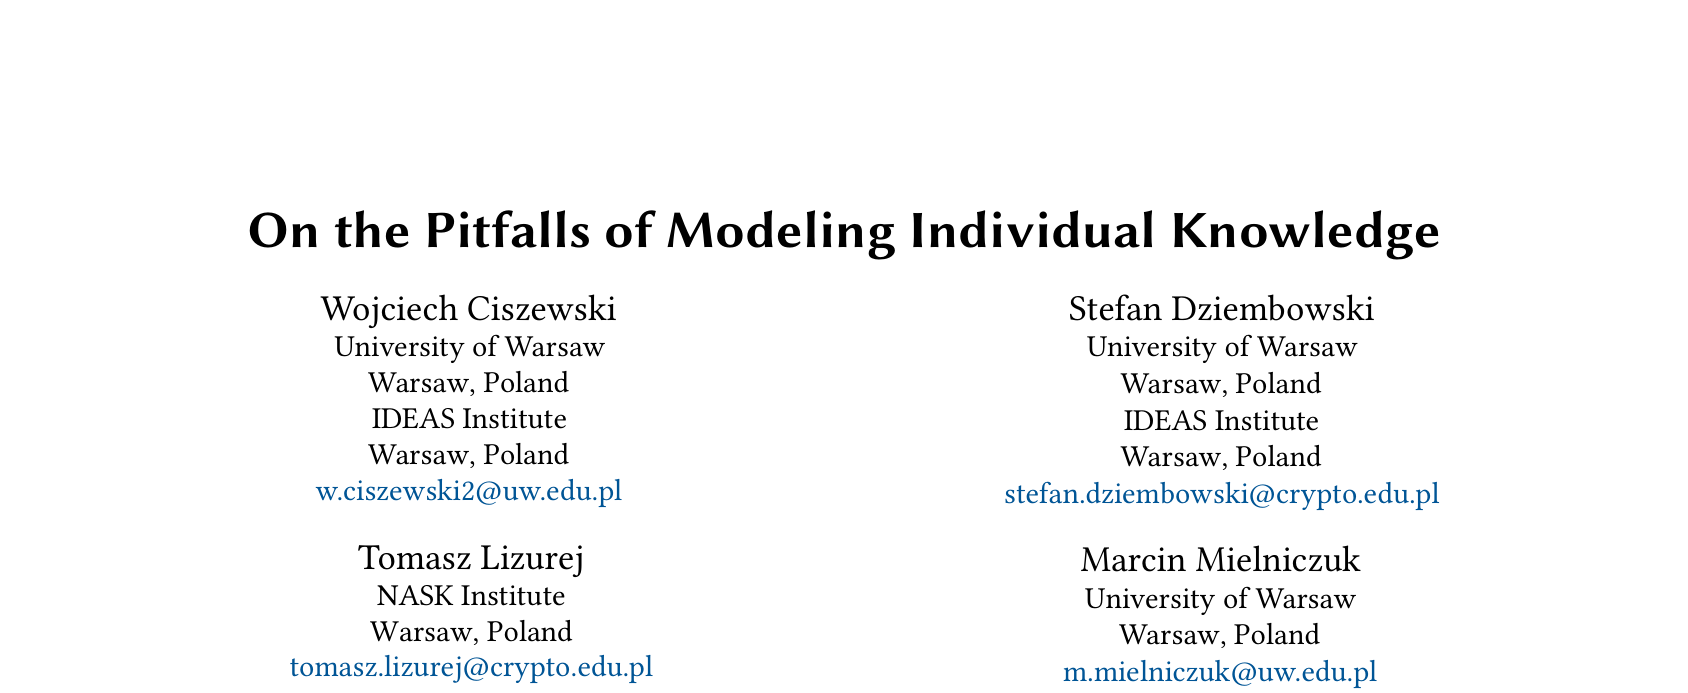 On the Pitfalls of Modeling Individual Knowledge
Wojciech Ciszewski
University of Warsaw
Warsaw, Poland
IDEAS Institute
Warsaw, Poland
w.ciszewski2@uw.edu.pl
Stefan Dziembowski
University of Warsaw
Warsaw, Poland
IDEAS Institute
Warsaw, Poland
stefan.dziembowski@crypto.edu.pl
Tomasz Lizurej
NASK Institute
Warsaw, Poland
tomasz.lizurej@crypto.edu.pl
Marcin Mielniczuk
University of Warsaw
Warsaw, Poland
m.mielniczuk@uw.edu.pl